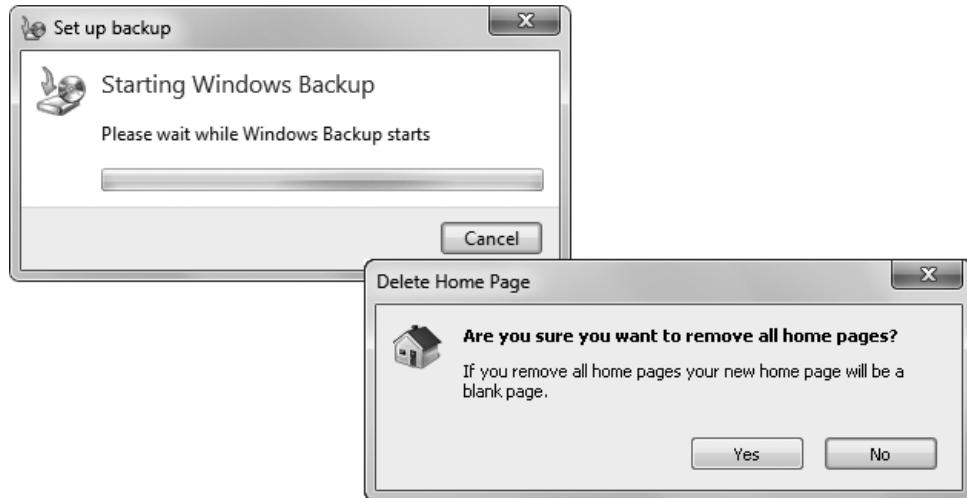 Set up backup
Starting Windows Backup
Please wait while Windows Backup starts
Cancel
Delete Home Page
Are you sure you want to remove all home pages?
If you remove all home pages your new home page will be a
blank page.
Yes
No